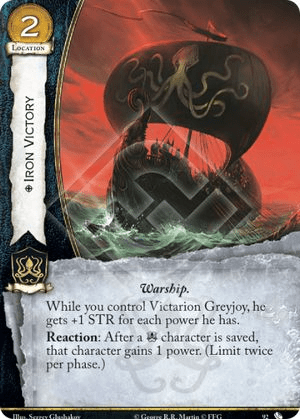 2
LOCATION
IRON VICTORY
Warship.
While you control Victarion Greyjoy, he
gets +1 STR for each power he has.
Reaction: After a character is saved,
that character gains 1 power. (Limit twice
per phase.)
Illus. Sergey Glushakov
© George R.R. Martin © FFG
92